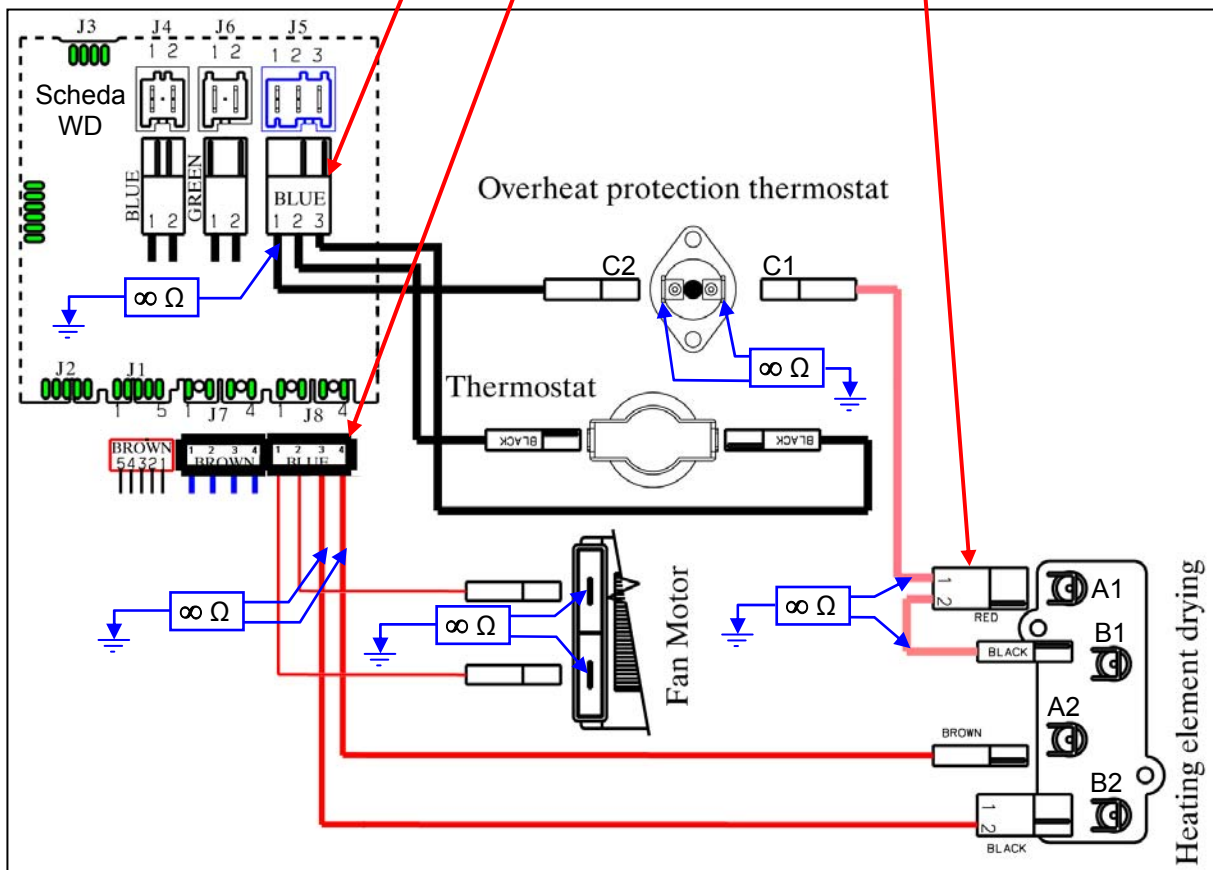 J3
J4
J6
J5
1 2
1 2
1 2 3
Scheda
WD
BLUE
GREEN
BLUE
1 2
1 2
1 2 3
Overheat protection thermostat
C2
C1
∞ Ω
∞ Ω
J2
J1
1
5
1
J7
4
1
J8
4
Thermostat
BLACK
BLACK
BROWN
54321
1 2 3 4
BROWN
1 2 3 4
BLUE
∞ Ω
∞ Ω
Fan Motor
∞ Ω
1
2
RED
A1
BLACK
B1
A2
BROWN
B2
1
2
BLACK
Heating element drying